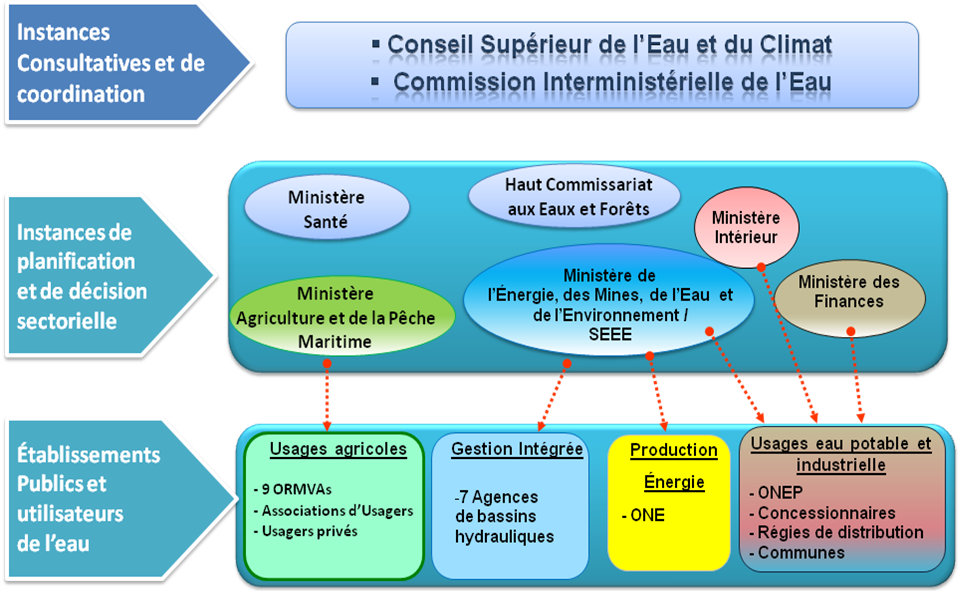 Instances
Consultatives et de
coordination
▪ Conseil Supérieur de l'Eau et du Climat
▪ Commission Interministérielle de l'Eau
Instances de
planification
et de décision
sectorielle
Ministère
Santé
Haut Commissariat
aux Eaux et Forêts
Ministère
Intérieur
Ministère
Agriculture et de la Pêche
Maritime
Ministère de
l'Énergie, des Mines, de l'Eau et
de l'Environnement /
SEEE
Ministère des
Finances
Établissements
Publics et
utilisateurs
de l'eau
Usages agricoles
- 9 ORMVAs
- Associations d'Usagers
- Usagers privés
Gestion Intégrée
-7 Agences
de bassins
hydrauliques
Production
Énergie
- ONE
Usages eau potable et
industrielle
- ONEP
- Concessionnaires
- Régies de distribution
- Communes